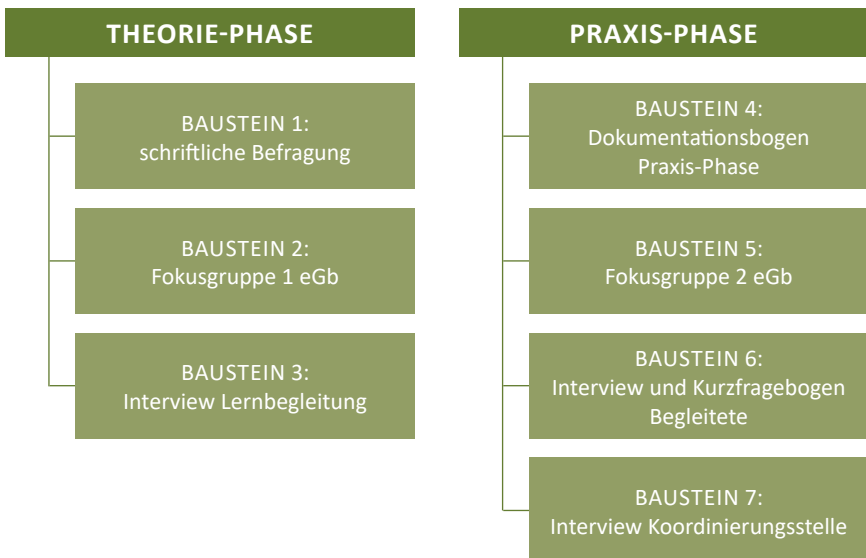 THEORIE-PHASE
BAUSTEIN 1:
schriftliche Befragung
BAUSTEIN 2:
Fokusgruppe 1 eGb
BAUSTEIN 3:
Interview Lernbegleitung
PRAXIS-PHASE
BAUSTEIN 4:
Dokumentationsbogen
Praxis-Phase
BAUSTEIN 5:
Fokusgruppe 2 eGb
BAUSTEIN 6:
Interview und Kurzfragebogen
Begleitete
BAUSTEIN 7:
Interview Koordinierungsstelle